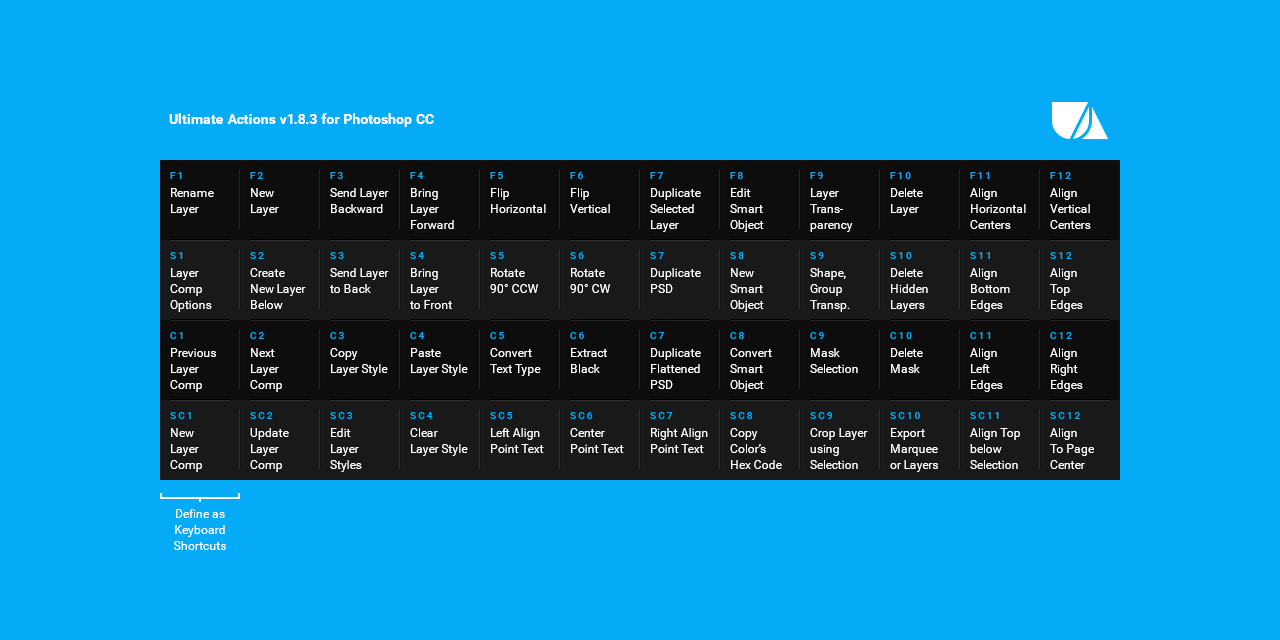 Ultimate Actions v1.8.3 for Photoshop CC
F1
Rename
Layer
F2
New
Layer
F3
Send Layer
Backward
F4
Bring
Layer
Forward
F5
Flip
Horizontal
F6
Flip
Vertical
F7
Duplicate
Selected
Layer
F8
Edit
Smart
Object
F9
Layer
Trans-
parency
F10
Delete
Layer
F11
Align
Horizontal
Centers
F12
Align
Vertical
Centers
S1
Layer
Comp
Options
S2
Create
New Layer
Below
S3
Send Layer
to Back
S4
Bring
Layer
to Front
S5
Rotate
90° CCW
S6
Rotate
90° CW
S7
Duplicate
PSD
S8
New
Smart
Object
S9
Shape,
Group
Transp.
S10
Delete
Hidden
Layers
S11
Align
Bottom
Edges
S12
Align
Top
Edges
C1
Previous
Layer
Comp
C2
Next
Layer
Comp
C3
Copy
Layer Style
C4
Paste
Layer Style
C5
Convert
Text Type
C6
Extract
Black
C7
Duplicate
Flattened
PSD
C8
Convert
Smart
Object
C9
Mask
Selection
C10
Delete
Mask
C11
Align
Left
Edges
C12
Align
Right
Edges
SC1
New
Layer
Comp
SC2
Update
Layer
Comp
SC3
Edit
Layer
Styles
SC4
Clear
Layer Style
SC5
Left Align
Point Text
SC6
Center
Point Text
SC7
Right Align
Point Text
SC8
Copy
Color's
Hex Code
SC9
Crop Layer
using
Selection
SC10
Export
Marquee
or Layers
SC11
Align Top
below
Selection
SC12
Align
To Page
Center
Define as
Keyboard
Shortcuts